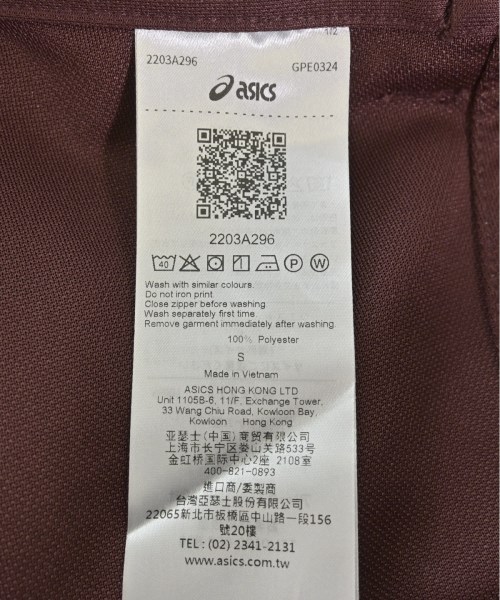 1/2
2203A296 GPE0324
asics
2203A296
40
P W
Wash with similar colours.
Do not iron print
Close zipper before washing
Wash separately first time
Remove garment immediately after washing
100% Polyester
S
Made in Vietnam
ASICS HONG KONG LTD
Unit 1105B-6, 11/F. Exchange Tower,
33 Wang Chiu Road, Kowloon Bay,
Kowloon Hong Kong
亚瑟士(中国)商贸有限公司
上海市长宁区娄山关路533号
金虹桥国际中心2座 2108室
400-821-0893
進口商/委製商
台灣亞瑟士股份有限公司
22065新北市板橋區中山路一段156
號20樓
TEL : (02) 2341-2131
www.asics.com.tw